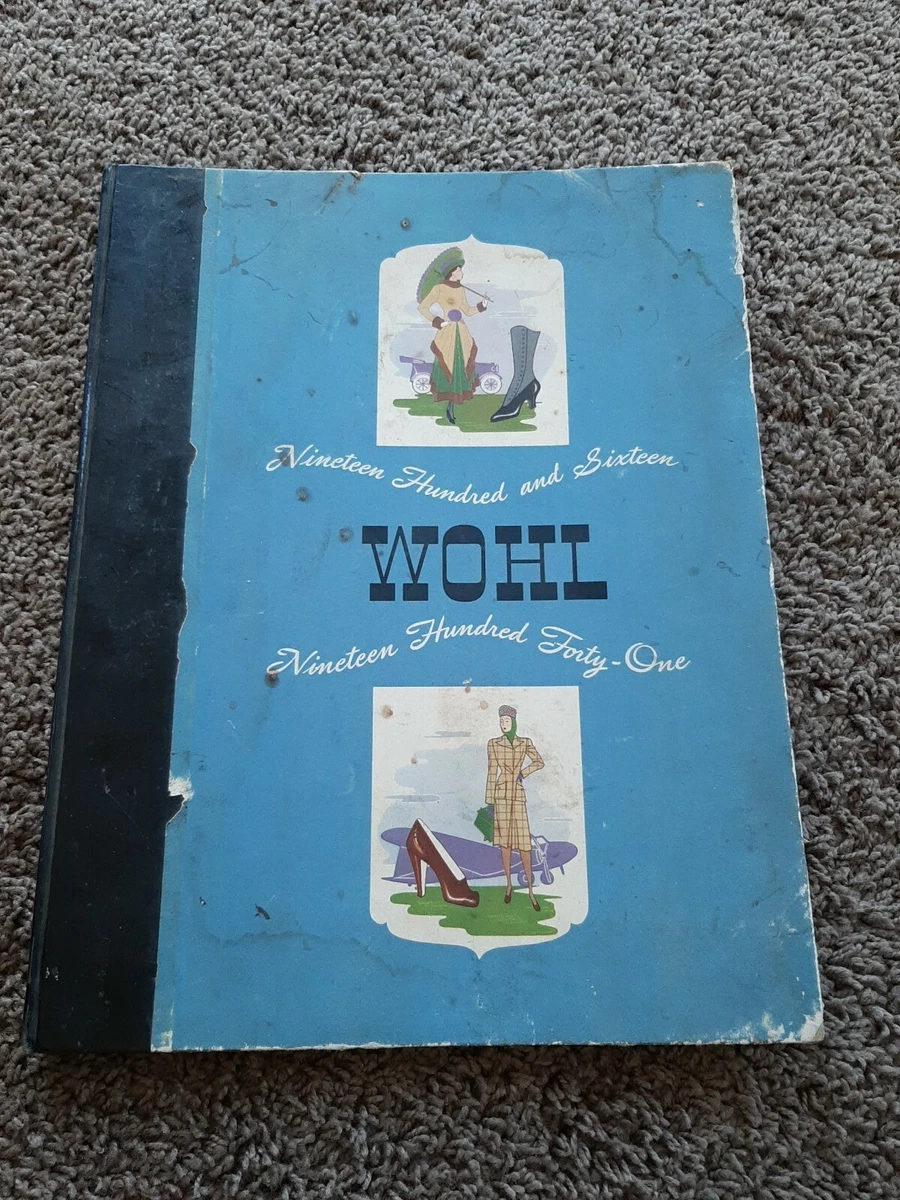 Nineteen Hundred and Sixteen
WOHL
Nineteen Hundred Forty-One